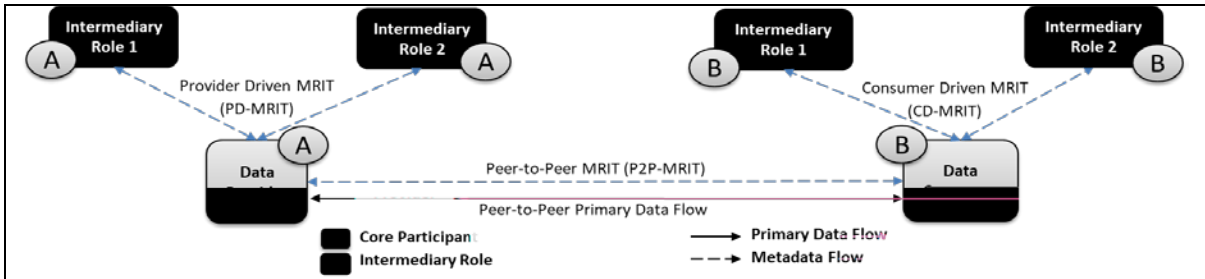 Intermediary
Role 1
A
Intermediary
Role 2
A
Intermediary
Role 1
B
Intermediary
Role 2
B
Provider Driven MRIT
(PD-MRIT)
Consumer Driven MRIT
(CD-MRIT)
A
Data
B
Data
Peer-to-Peer MRIT (P2P-MRIT)
Peer-to-Peer Primary Data Flow
Core Participant
Intermediary Role
Primary Data Flow
Metadata Flow